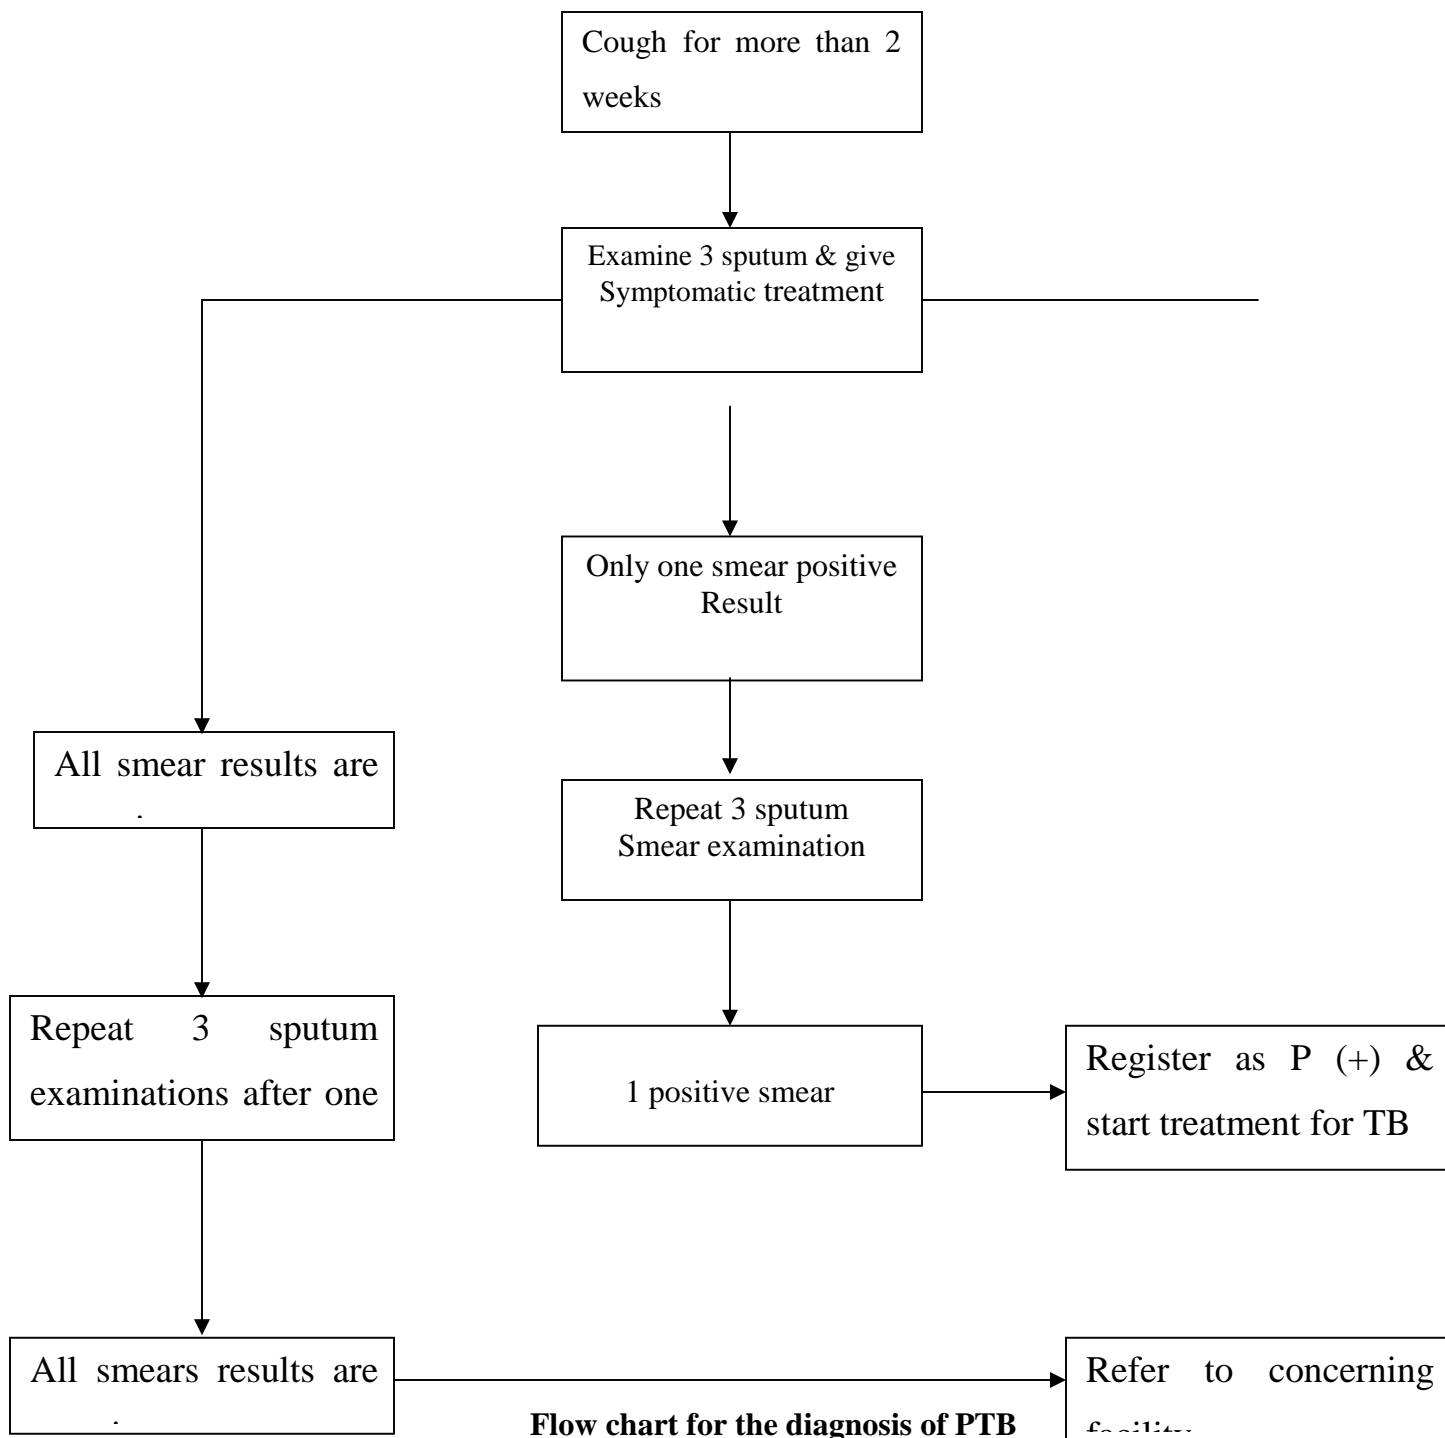 Cough for more than 2
weeks
Examine 3 sputum & give
Symptomatic treatment
Only one smear positive
Result
All smear results are
Repeat 3 sputum
Smear examination
Repeat 3 sputum
examinations after one
1 positive smear
Register as P (+) &
start treatment for TB
All smears results are
Refer to concerning
facility
Flow chart for the diagnosis of PTB